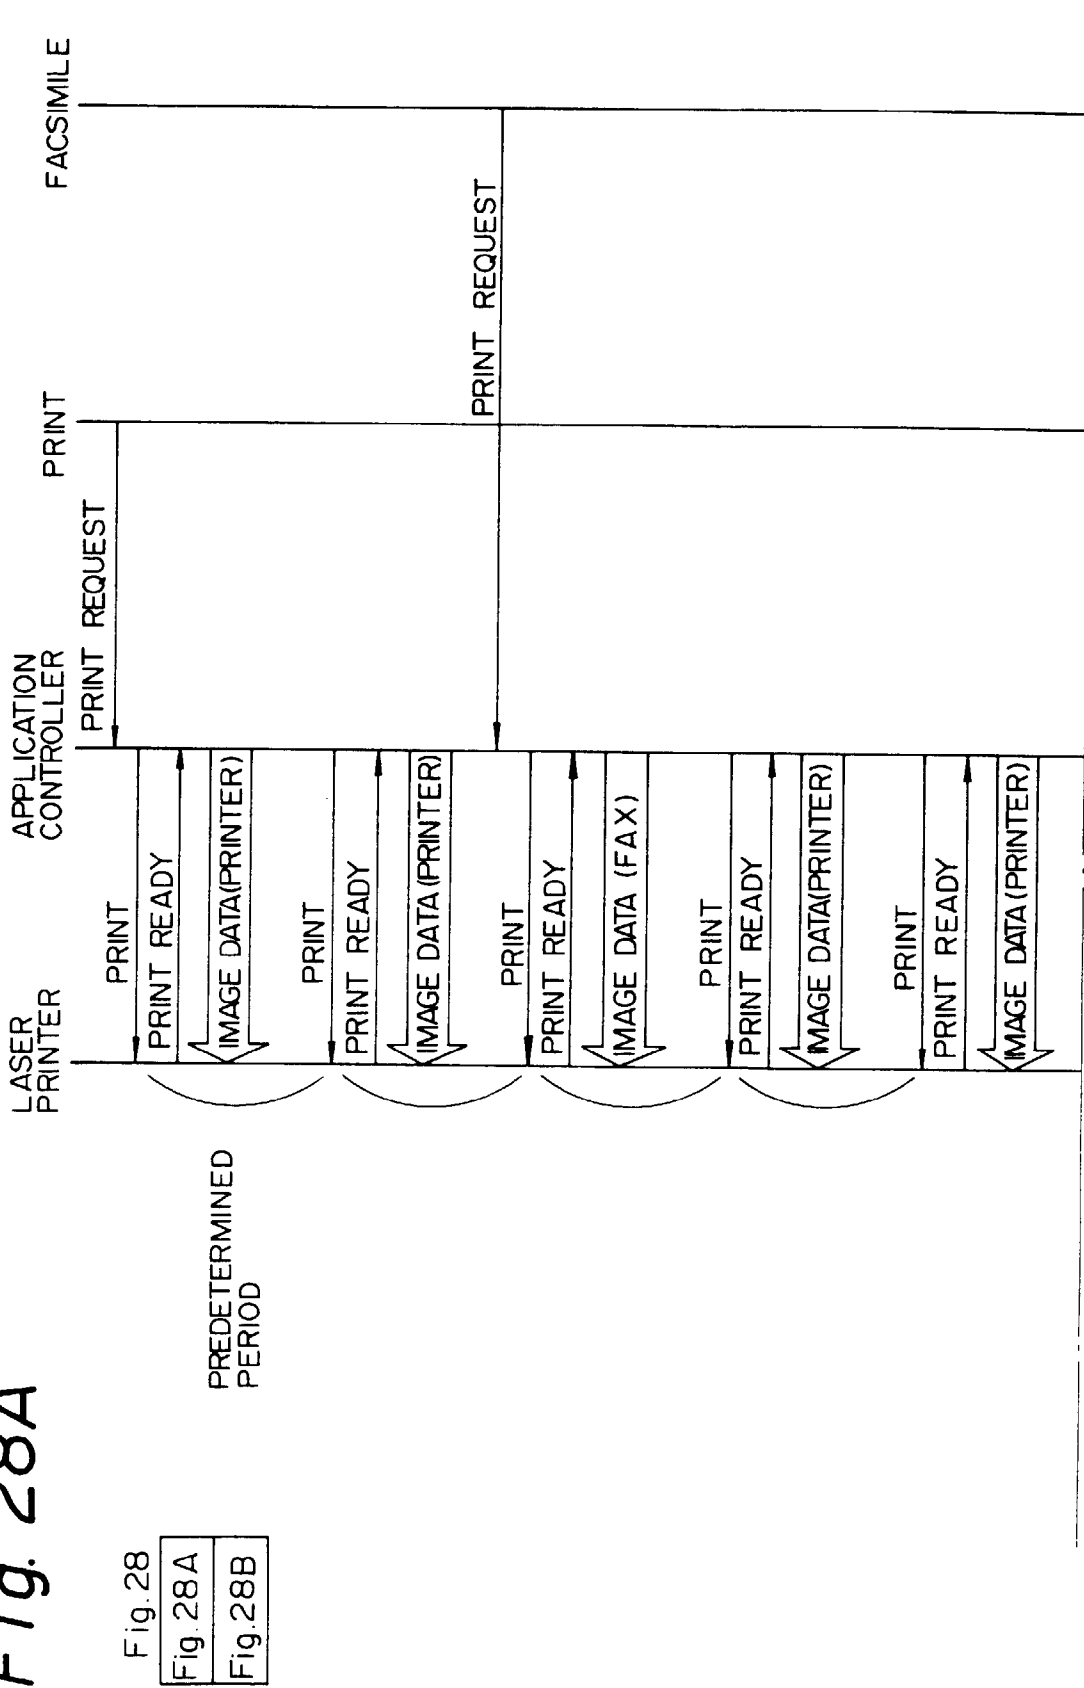 Fig. 28A
Fig.28
Fig.28A
Fig.28B
LASER
PRINTER
APPLICATION
CONTROLLER
PRINT
FACSIMILE
PRINT REQUEST
PRINT
PRINT READY
IMAGE DATA(PRINTER)
PREDETERMINED
PERIOD
PRINT
PRINT READY
IMAGE DATA(PRINTER)
PRINT REQUEST
PRINT
PRINT READY
IMAGE DATA (FAX)
PRINT
PRINT READY
IMAGE DATA(PRINTER)
PRINT
PRINT READY
IMAGE DATA(PRINTER)